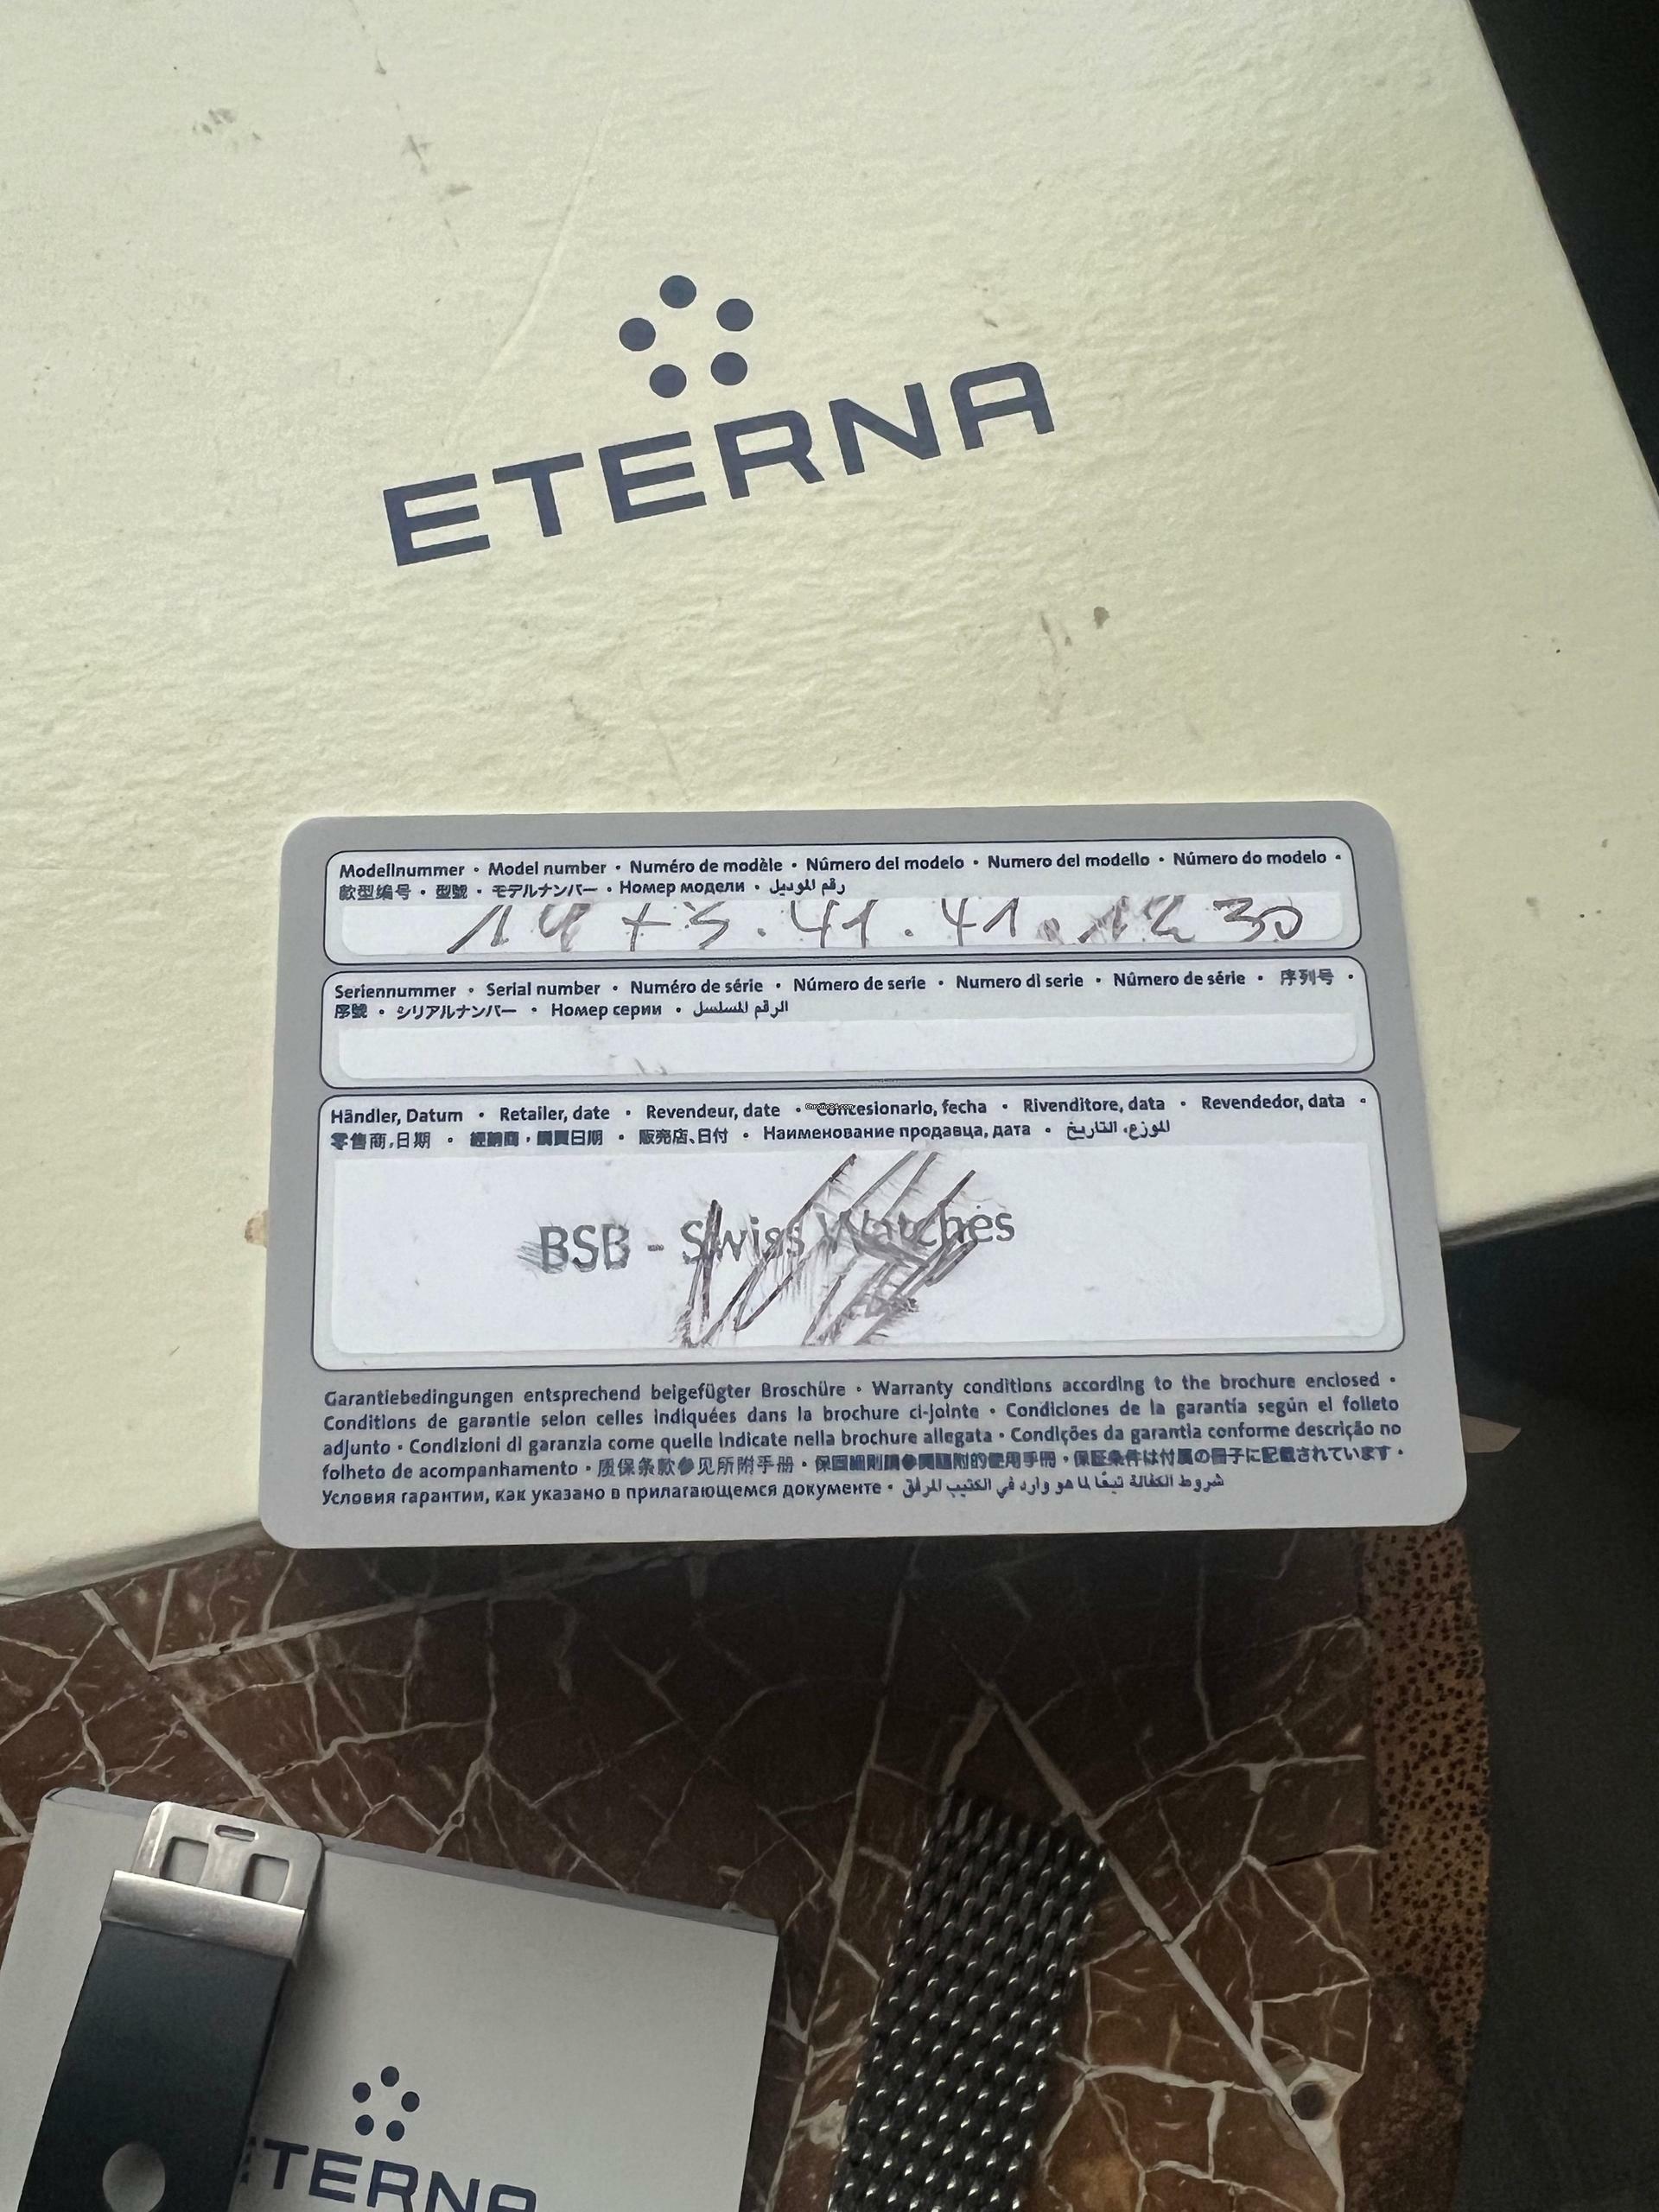 ETERNA
Modellnummer • Model number • Numéro de modèle • Número del modelo • Numero del modello • Número do modelo •
款型编号 • 型號 • モデルナンバー • Номер модели • رقم الموديل
41 . 41 . 12 30
Seriennummer • Serial number • Numéro de série • Número de serie • Numero di serie • Número de série • 序列号 •
序號 • シリアルナンバー • Номер серии • الرقم المسلسل
Händler, Datum • Retailer, date • Revendeur, date • Concesionario, fecha • Rivenditore, data • Revendedor, data •
零售商,日期 • 經銷商,購買日期 • 販売店、日付 • Наименование продавца, дата • الموزع، التاريخ
Chrono24.com
BSB - Swiss Watches
Garantiebedingungen entsprechend beigefügter Broschüre • Warranty conditions according to the brochure enclosed •
Conditions de garantie selon celles indiquées dans la brochure ci-jointe • Condiciones de la garantía según el folleto
adjunto • Condizioni di garanzia come quelle indicate nella brochure allegata • Condições da garantia conforme descrição no
folheto de acompanhamento • 质保条款参见所附手册 • 保固細則請參閱隨附的使用手冊 • 保証条件は付属の冊子に記載されています •
Условия гарантии, как указано в прилагающемся документе • شروط الكفالة تبعًا لما هو وارد في الكتيب المرفق
ETERNA